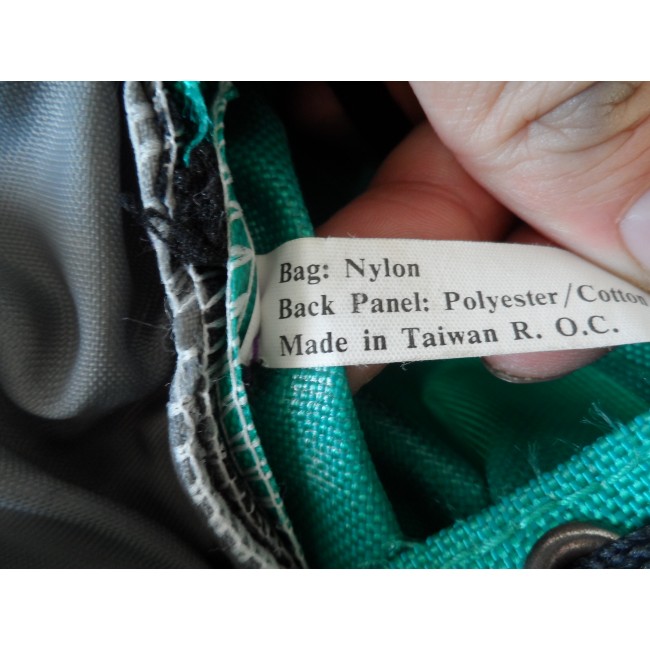 Bag: Nylon
Back Panel: Polyester/Cotton
Made in Taiwan R. O.C.